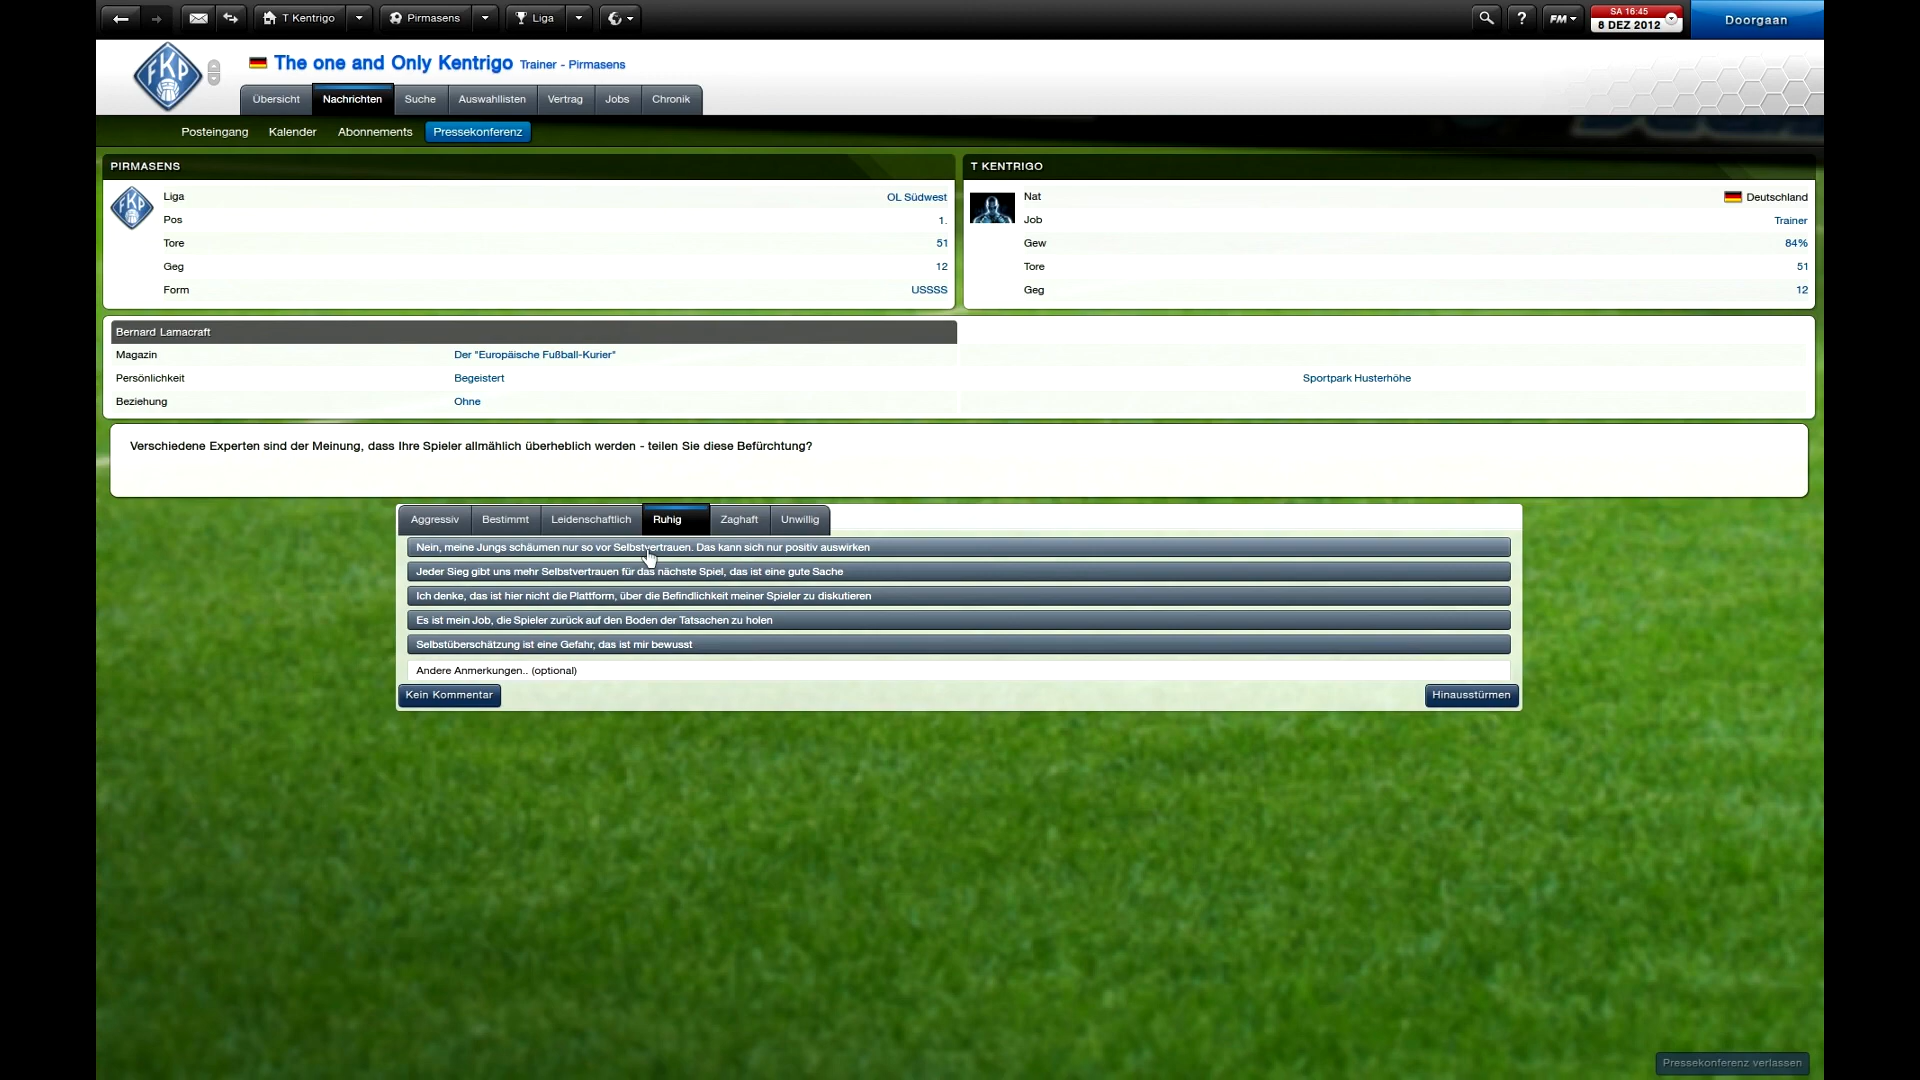 T Kentrigo
Pirmasens
Liga
?
FM
SA 16:45
8 DEZ 2012
Doorgaan
FKP
The one and Only Kentrigo Trainer - Pirmasens
Übersicht Nachrichten Suche Auswahllisten Vertrag Jobs Chronik
Posteingang Kalender Abonnements Pressekonferenz
PIRMASENS
FKP
Liga OL Südwest
Pos 1.
Tore 51
Geg 12
Form USSSS
T KENTRIGO
Nat Deutschland
Job Trainer
Gew 84%
Tore 51
Geg 12
Bernard Lamacraft
Magazin Der "Europäische Fußball-Kurier"
Persönlichkeit Begeistert Sportpark Husterhöhe
Beziehung Ohne
Verschiedene Experten sind der Meinung, dass Ihre Spieler allmählich überheblich werden - teilen Sie diese Befürchtung?
Aggressiv Bestimmt Leidenschaftlich Ruhig Zaghaft Unwillig
Nein, meine Jungs schäumen nur so vor Selbstvertrauen. Das kann sich nur positiv auswirken
Jeder Sieg gibt uns mehr Selbstvertrauen für das nächste Spiel, das ist eine gute Sache
Ich denke, das ist hier nicht die Plattform, über die Befindlichkeit meiner Spieler zu diskutieren
Es ist mein Job, die Spieler zurück auf den Boden der Tatsachen zu holen
Selbstüberschätzung ist eine Gefahr, das ist mir bewusst
Andere Anmerkungen.. (optional)
Kein Kommentar Hinausstürmen
Pressekonferenz verlassen